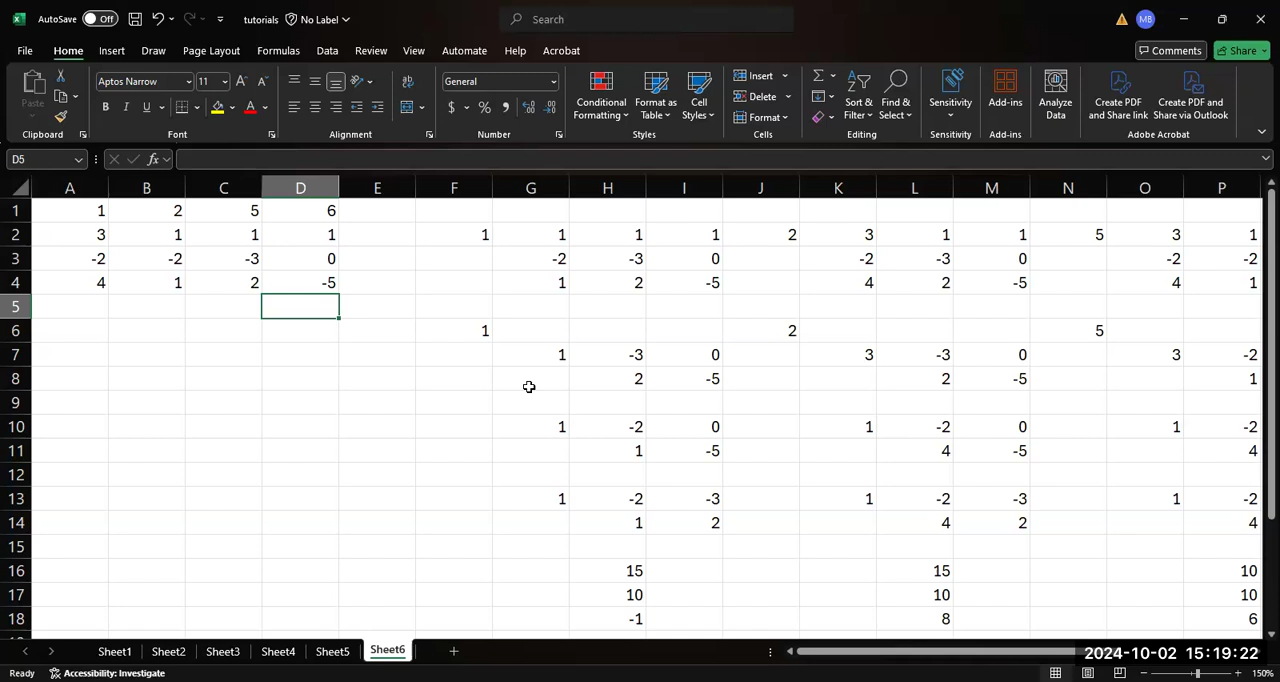 AutoSave Off tutorials No Label Search MB
File Home Insert Draw Page Layout Formulas Data Review View Automate Help Acrobat Comments Share
Paste Aptos Narrow 11 General Conditional Formatting Format as Table Cell Styles Insert Delete Format Sort & Filter Find & Select Sensitivity Add-ins Analyze Data Create PDF and Share link Create PDF and Share via Outlook
Clipboard Font Alignment Number Styles Cells Editing Sensitivity Add-ins Adobe Acrobat
D5 fx
A B C D E F G H I J K L M N O P
1 1 2 5 6
2 3 1 1 1 1 1 1 1 2 3 1 1 5 3 1
3 -2 -2 -3 0 -2 -3 0 -2 -3 0 -2 -2
4 4 1 2 -5 1 2 -5 4 2 -5 4 1
5
6 1 2 5
7 1 -3 0 3 -3 0 3 -2
8 2 -5 2 -5 1
9
10 1 -2 0 1 -2 0 1 -2
11 1 -5 4 -5 4
12
13 1 -2 -3 1 -2 -3 1 -2
14 1 2 4 2 4
15
16 15 15 10
17 10 10 10
18 -1 8 6
Sheet1 Sheet2 Sheet3 Sheet4 Sheet5 Sheet6 2024-10-02 15:19:22
Ready Accessibility: Investigate 150%